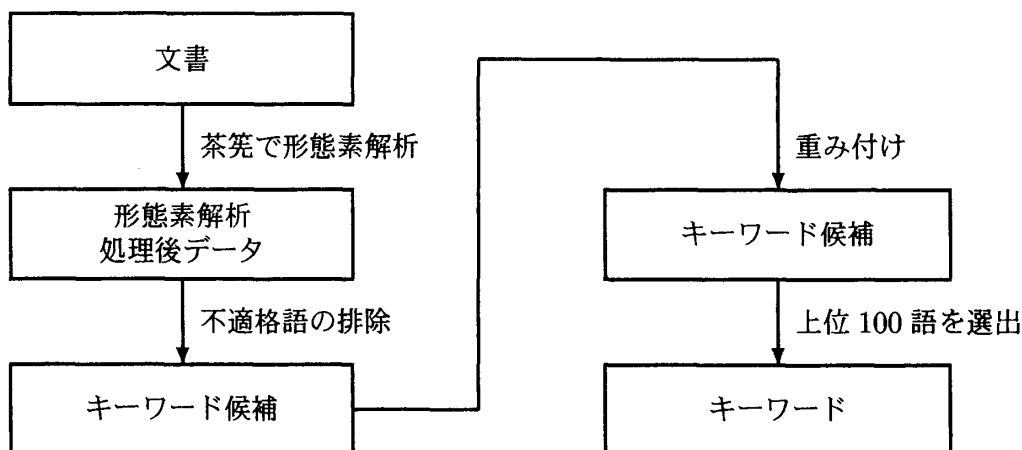 文書
茶筅で形態素解析
形態素解析
処理後データ
不適格語の排除
キーワード候補
重み付け
キーワード候補
上位 100 語を選出
キーワード